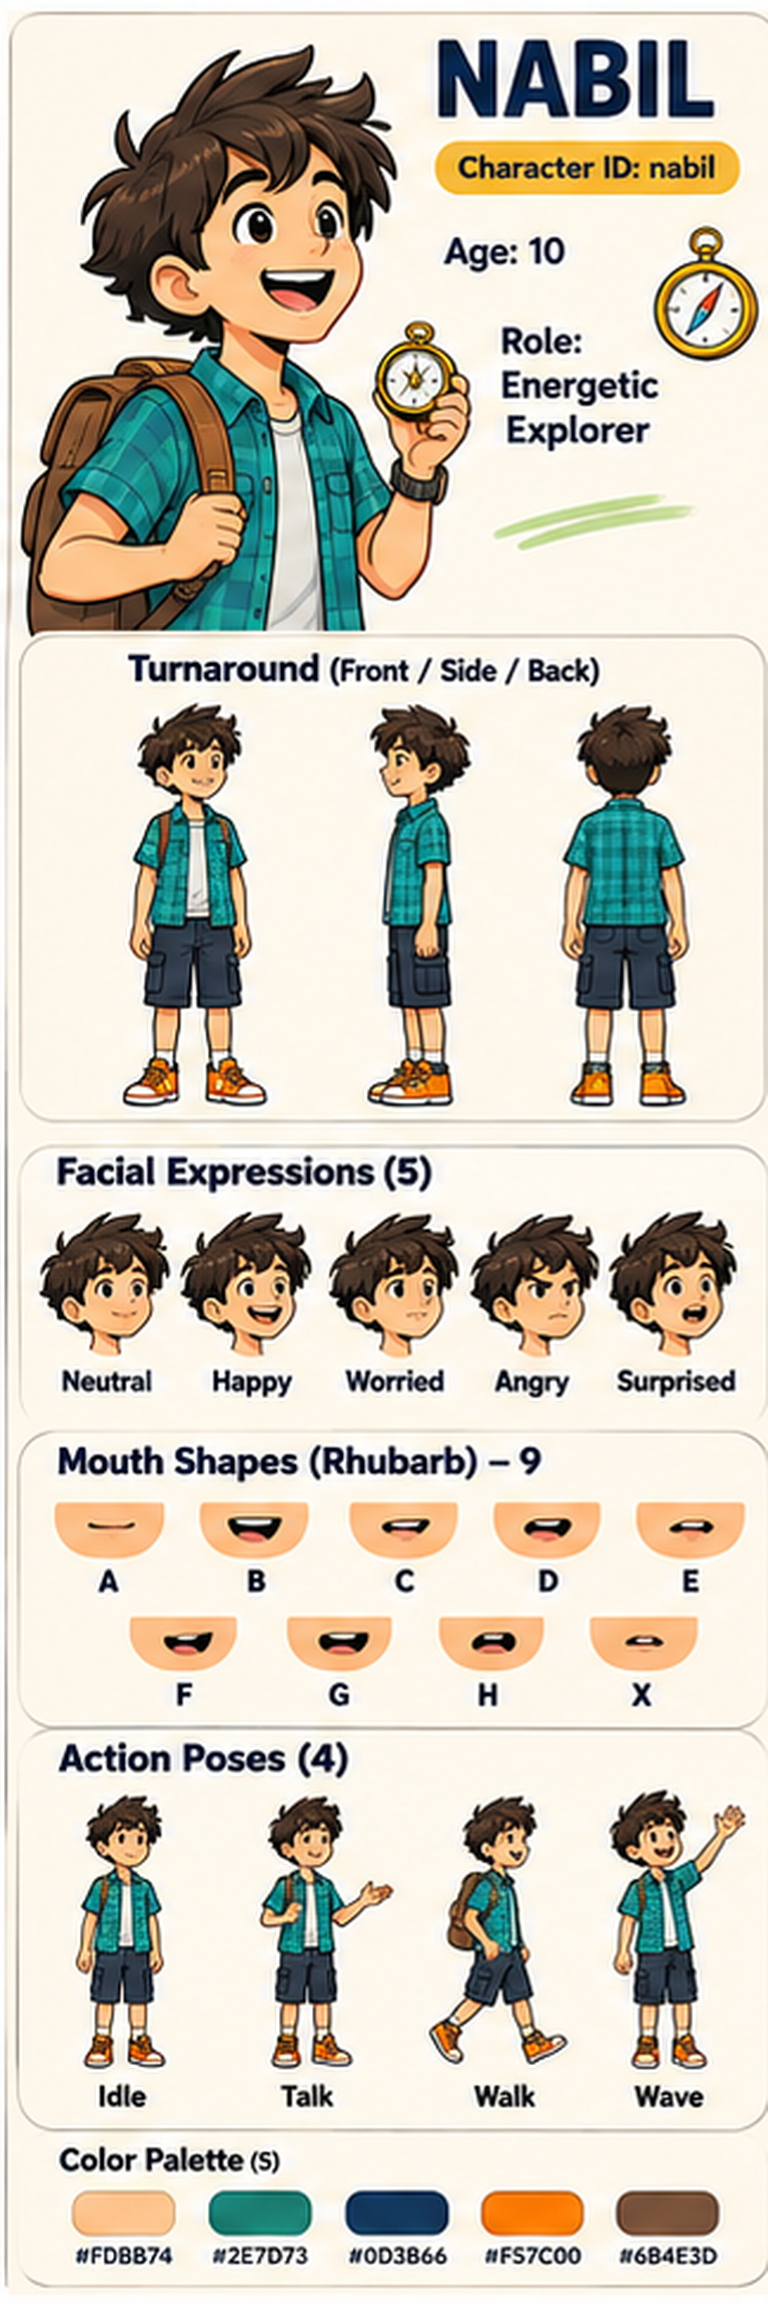 NABIL
Character ID: nabil
Age: 10
Role:
Energetic
Explorer
Turnaround (Front / Side / Back)
Facial Expressions (5)
Neutral Happy Worried Angry Surprised
Mouth Shapes (Rhubarb) – 9
A B C D E
F G H X
Action Poses (4)
Idle Talk Walk Wave
Color Palette (S)
#FDBB74 #2E7D73 #0D3B66 #FS7C00 #6B4E3D